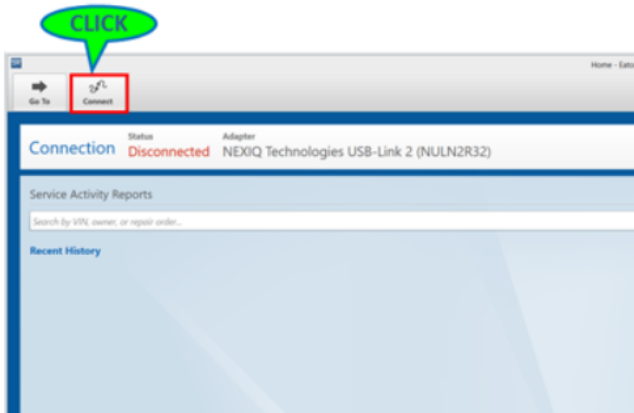 CLICK
Home - Eato
Go To
Connect
Connection
Status
Disconnected
Adapter
NEXIQ Technologies USB-Link 2 (NULN2R32)
Service Activity Reports
Search by VIN, owner, or repair order...
Recent History